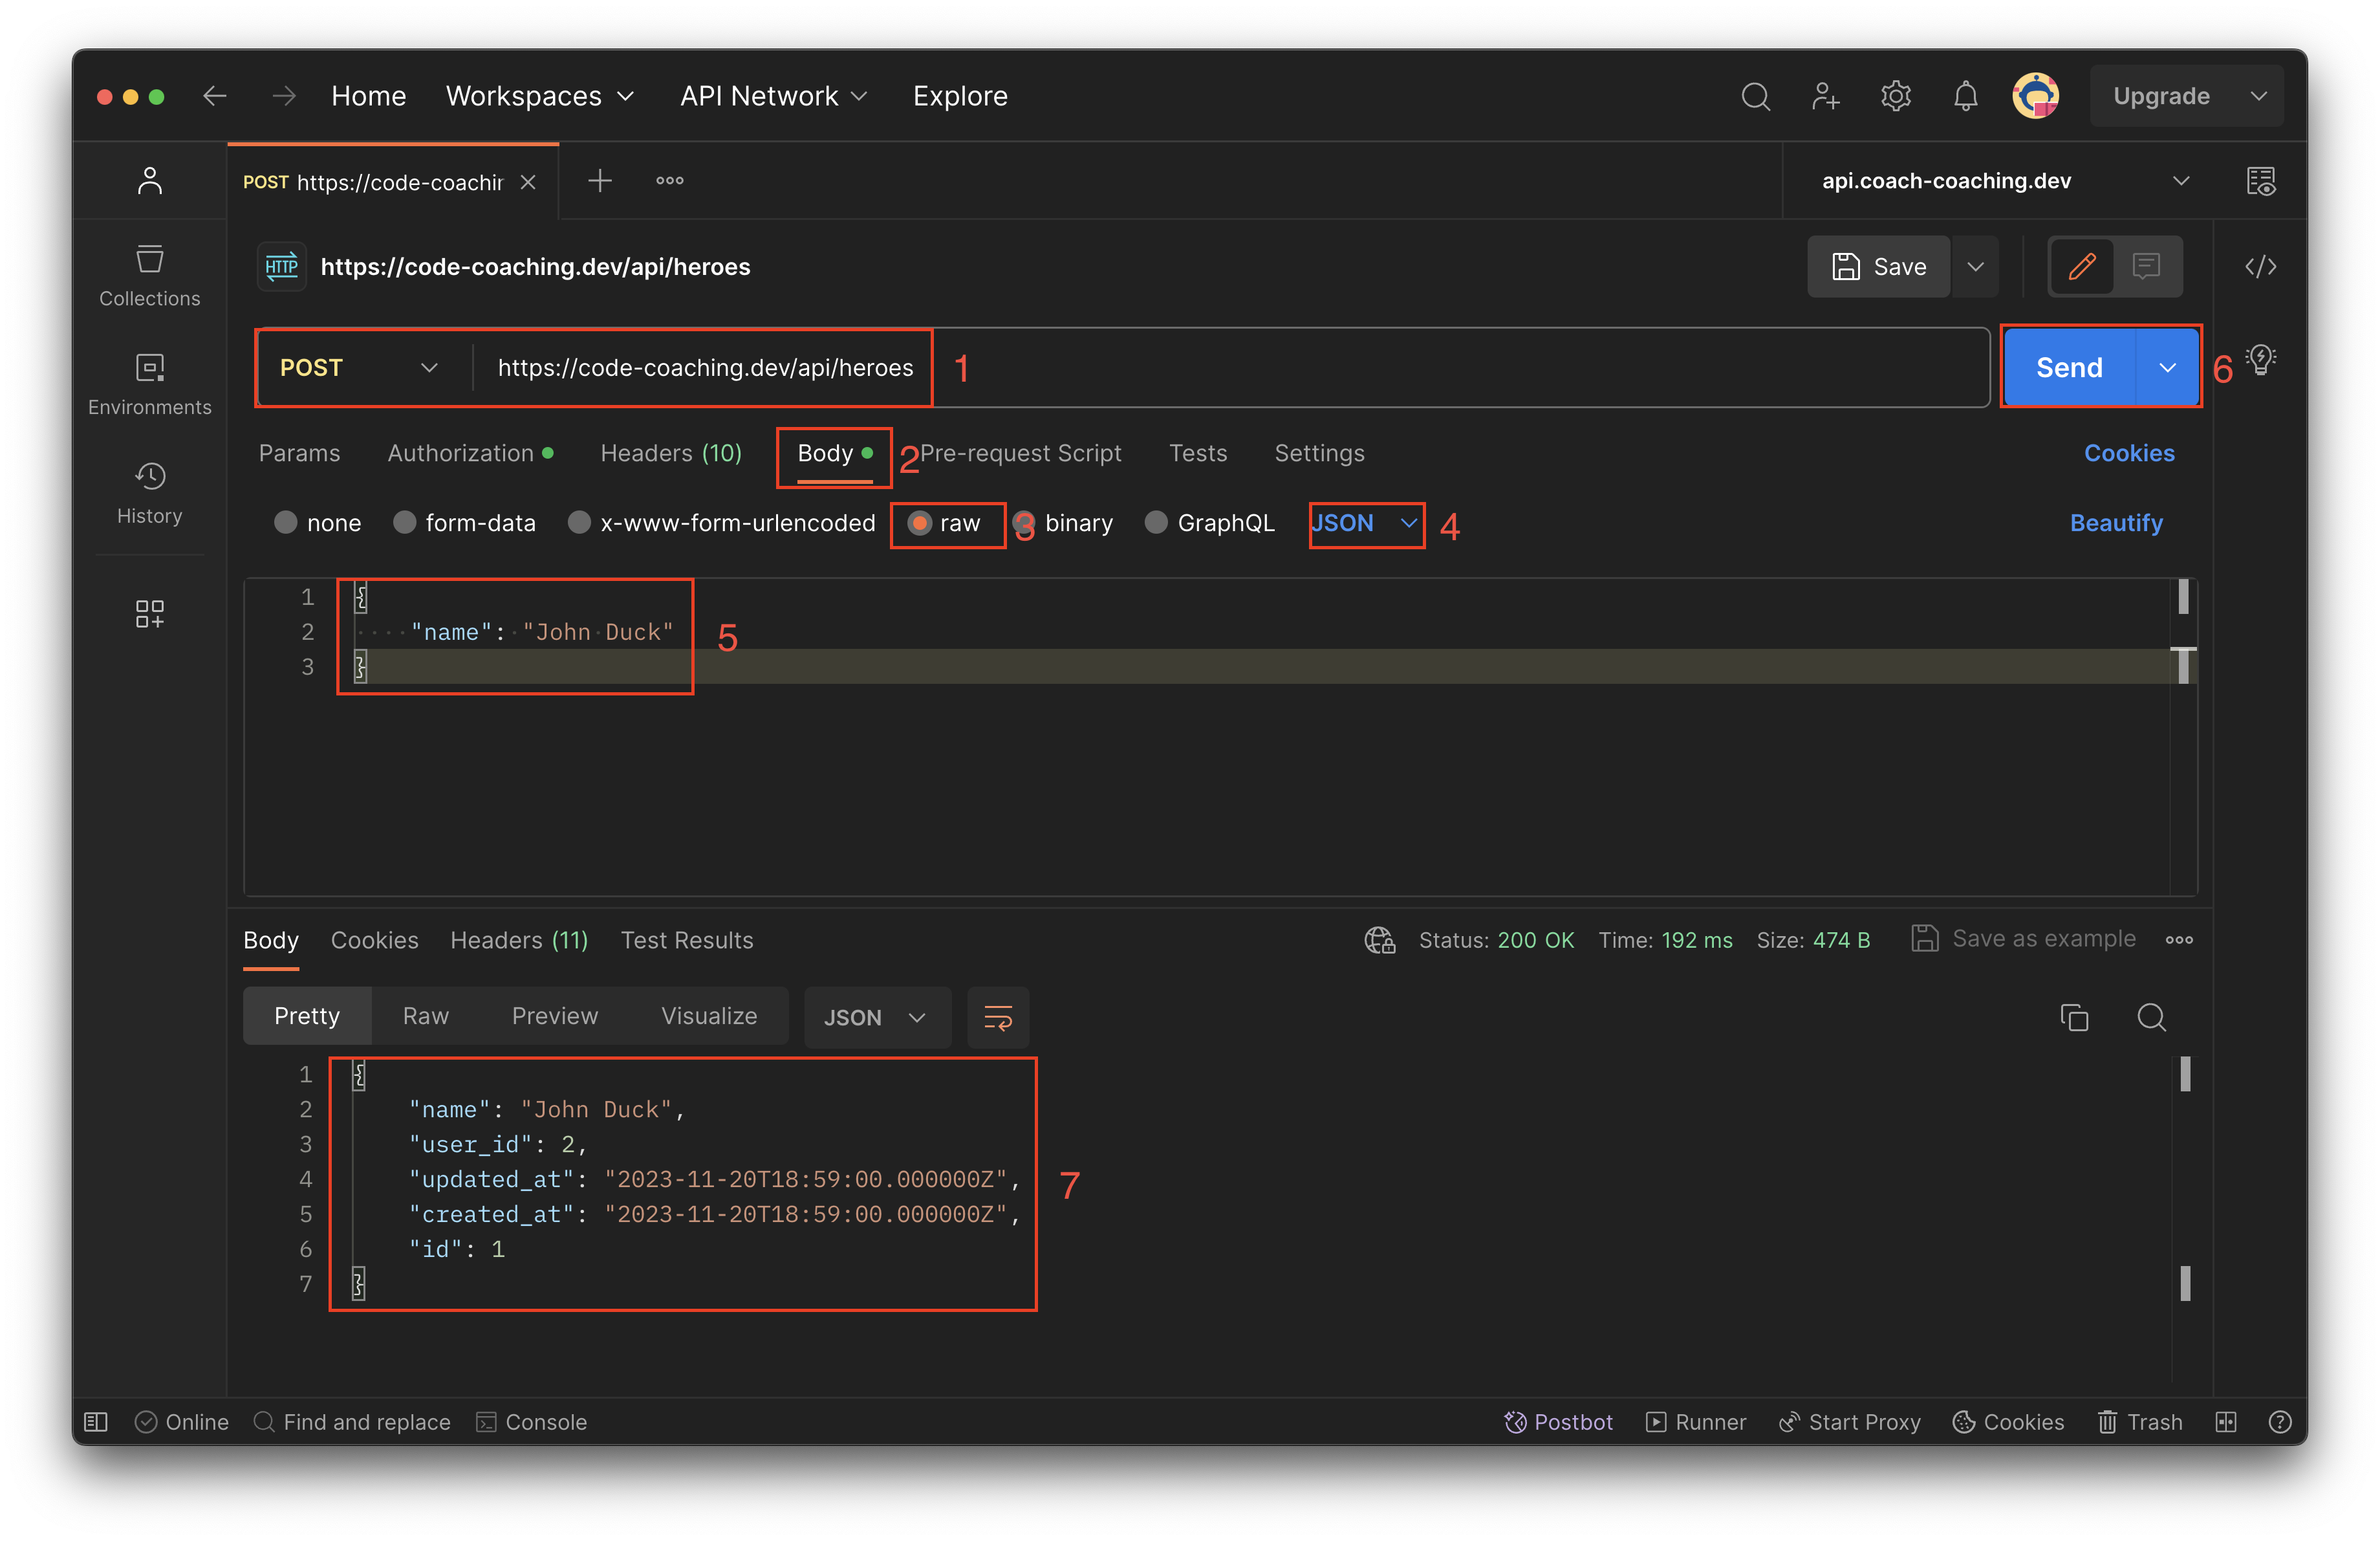 Home Workspaces API Network Explore Upgrade
POST https://code-coachin api.coach-coaching.dev
HTTP https://code-coaching.dev/api/heroes Save
Collections
Environments
History
POST https://code-coaching.dev/api/heroes 1 Send 6
Params Authorization Headers (10) Body 2 Pre-request Script Tests Settings Cookies
none form-data x-www-form-urlencoded raw 3 binary GraphQL JSON 4 Beautify
1 {
2 "name": "John Duck" 5
3 }
Body Cookies Headers (11) Test Results Status: 200 OK Time: 192 ms Size: 474 B Save as example
Pretty Raw Preview Visualize JSON
1 {
2 "name": "John Duck",
3 "user_id": 2,
4 "updated_at": "2023-11-20T18:59:00.000000Z", 7
5 "created_at": "2023-11-20T18:59:00.000000Z",
6 "id": 1
7 }
Online Find and replace Console Postbot Runner Start Proxy Cookies Trash